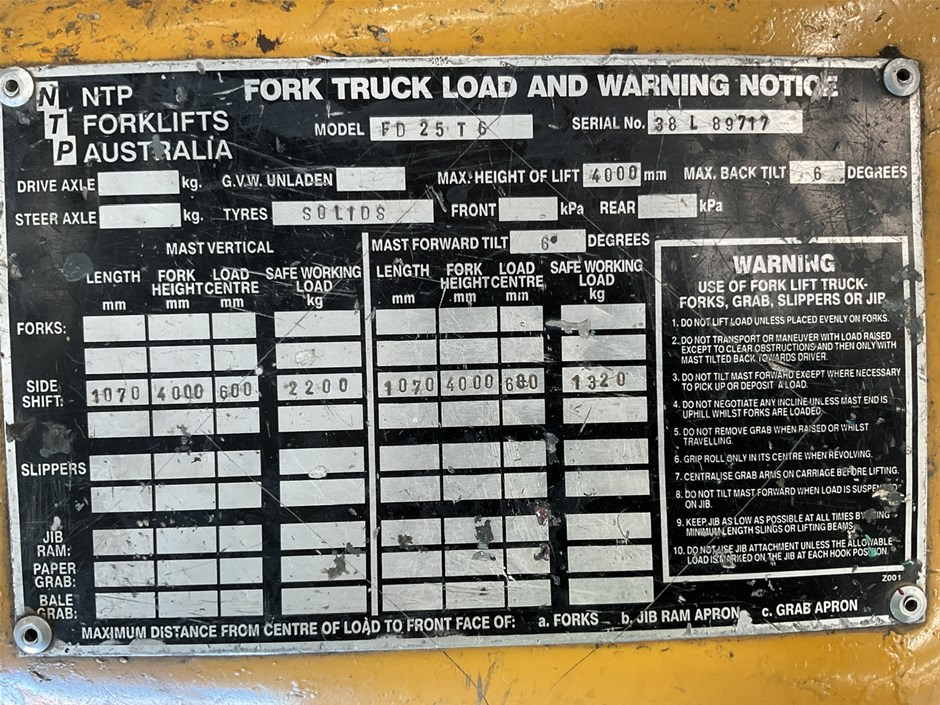 NTP NTP FORK TRUCK LOAD AND WARNING NOTICE
FORKLIFTS MODEL FD 25 T6 SERIAL No. 38 L 89717
AUSTRALIA
DRIVE AXLE kg. G.V.W. UNLADEN MAX. HEIGHT OF LIFT 4000 mm MAX. BACK TILT 6 DEGREES
STEER AXLE kg. TYRES SOLIDS FRONT kPa REAR kPa
MAST VERTICAL MAST FORWARD TILT 6° DEGREES
LENGTH mm FORK HEIGHT mm LOAD CENTRE mm SAFE WORKING LOAD kg LENGTH mm FORK HEIGHT mm LOAD CENTRE mm SAFE WORKING LOAD kg
FORKS:
SIDE SHIFT: 1070 4000 600 2200 1070 4000 680 1320
SLIPPERS
JIB RAM:
PAPER GRAB:
BALE GRAB:
WARNING
USE OF FORK LIFT TRUCK-
FORKS, GRAB, SLIPPERS OR JIB
1. DO NOT LIFT LOAD UNLESS PLACED EVENLY ON FORKS.
2. DO NOT TRANSPORT OR MANEUVER WITH LOAD RAISED
EXCEPT TO CLEAR OBSTRUCTIONS AND THEN ONLY WITH
MAST TILTED BACK TOWARDS DRIVER.
3. DO NOT TILT MAST FORWARD EXCEPT WHERE NECESSARY
TO PICK UP OR DEPOSIT A LOAD.
4. DO NOT NEGOTIATE ANY INCLINE UNLESS MAST END IS
UPHILL WHILST FORKS ARE LOADED
5. DO NOT REMOVE GRAB WHEN RAISED OR WHILST
TRAVELLING.
6. GRIP ROLL ONLY IN ITS CENTRE WHEN REVOLVING.
7. CENTRALISE GRAB ARMS ON CARRIAGE BEFORE LIFTING.
8. DO NOT TILT MAST FORWARD WHEN LOAD IS
ON JIB.
9. KEEP JIB AS LOW AS POSSIBLE AT ALL TIMES BY
MINIMUM LENGTH SLINGS OR LIFTING BEAMS
10. DO NOT USE JIB ATTACHMENT UNLESS THE ALLOWABLE
LOAD IS MARKED ON THE JIB AT EACH HOOK POSITION.
Z001
MAXIMUM DISTANCE FROM CENTRE OF LOAD TO FRONT FACE OF: a. FORKS b. JIB RAM APRON c. GRAB APRON